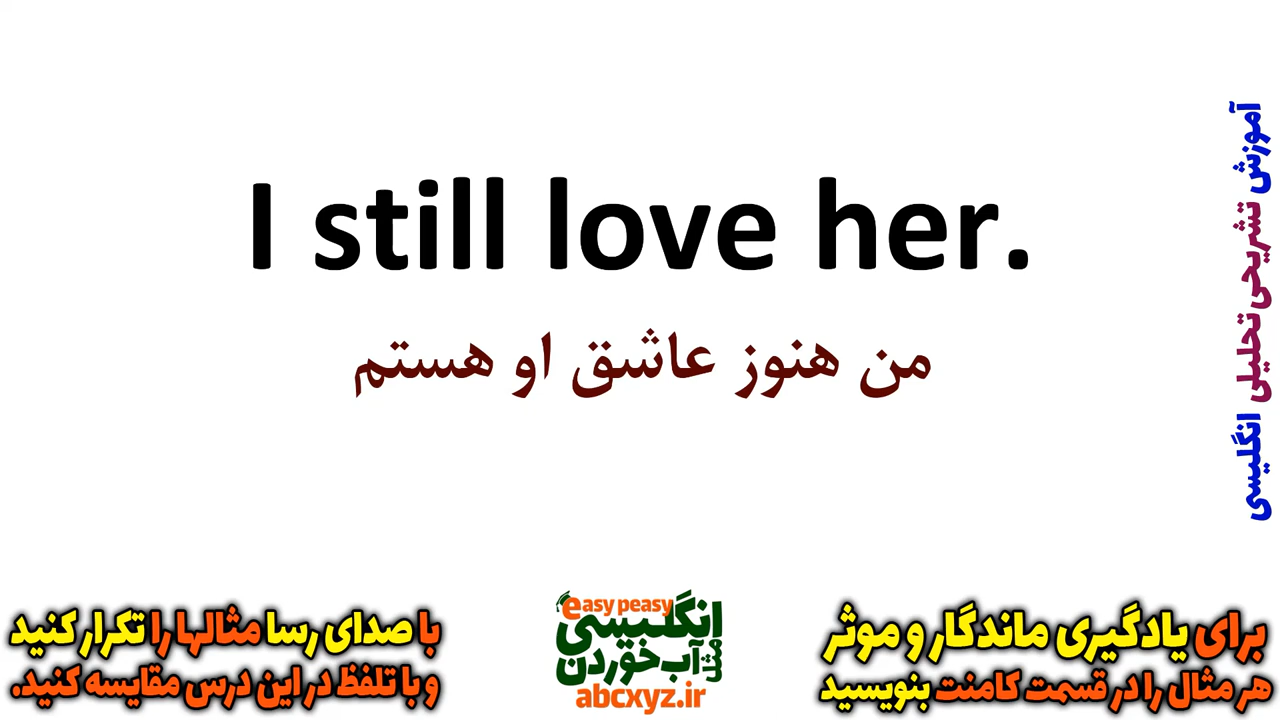 I still love her.
من هنوز عاشق او هستم
آموزش تشریحی تحلیلی انگلیسی
برای یادگیری ماندگار و موثر
هر مثال را در قسمت کامنت بنویسید
easy peasy
انگلیسی
مثل آب خوردن
abcxyz.ir
با صدای رسا مثالها را تکرار کنید
و با تلفظ در این درس مقایسه کنید.